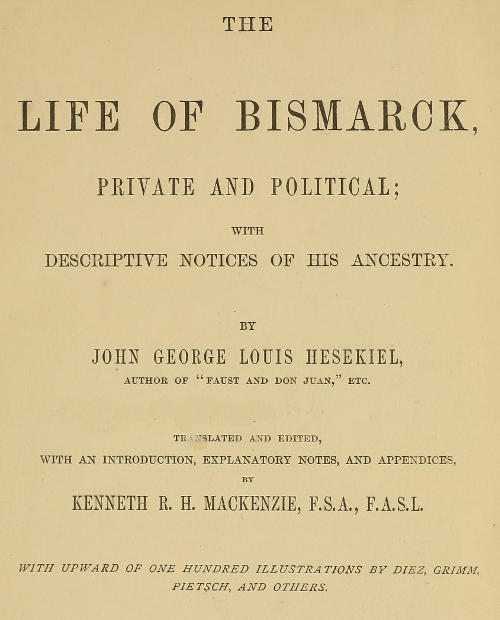 THE
LIFE OF BISMARCK,
PRIVATE AND POLITICAL;
WITH
DESCRIPTIVE NOTICES OF HIS ANCESTRY.
BY
JOHN GEORGE LOUIS HESEKIEL,
AUTHOR OF "FAUST AND DON JUAN," ETC.
TRANSLATED AND EDITED,
WITH AN INTRODUCTION, EXPLANATORY NOTES, AND APPENDICES,
BY
KENNETH R. H. MACKENZIE, F.S.A., F.A.S.L.
WITH UPWARD OF ONE HUNDRED ILLUSTRATIONS BY DIEZ, GRIMM,
PIETSCH, AND OTHERS.